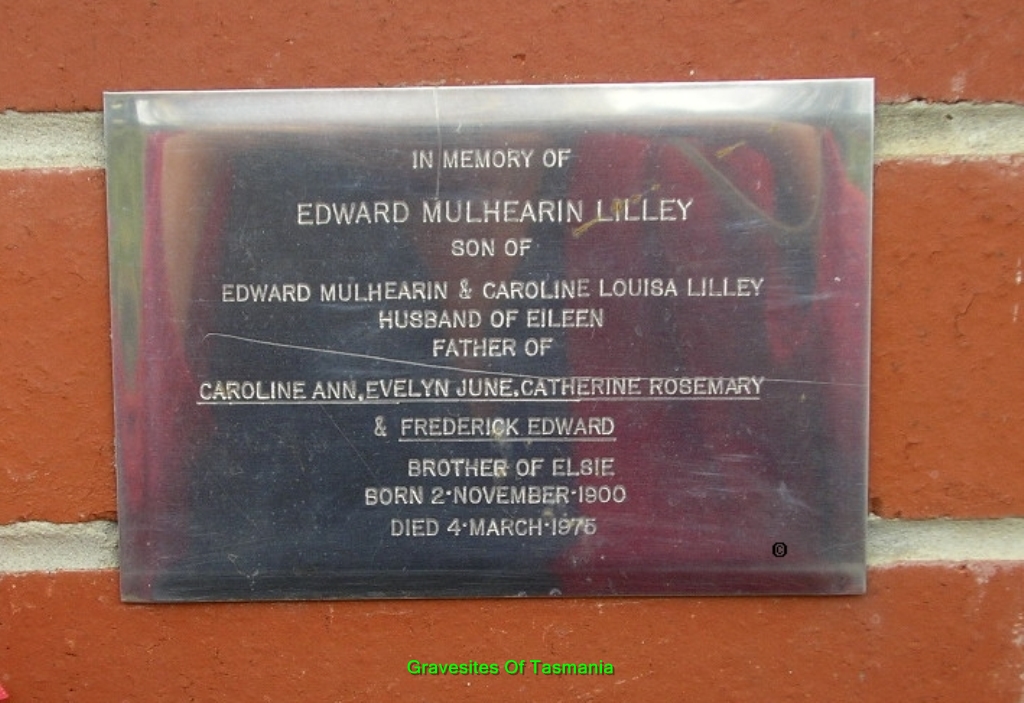 IN MEMORY OF
EDWARD MULHEARIN LILLEY
SON OF
EDWARD MULHEARIN & CAROLINE LOUISA LILLEY
HUSBAND OF EILEEN
FATHER OF
CAROLINE ANN, EVELYN JUNE, CATHERINE ROSEMARY
& FREDERICK EDWARD
BROTHER OF ELSIE
BORN 2·NOVEMBER·1900
DIED 4·MARCH·1975
©
Gravesites Of Tasmania